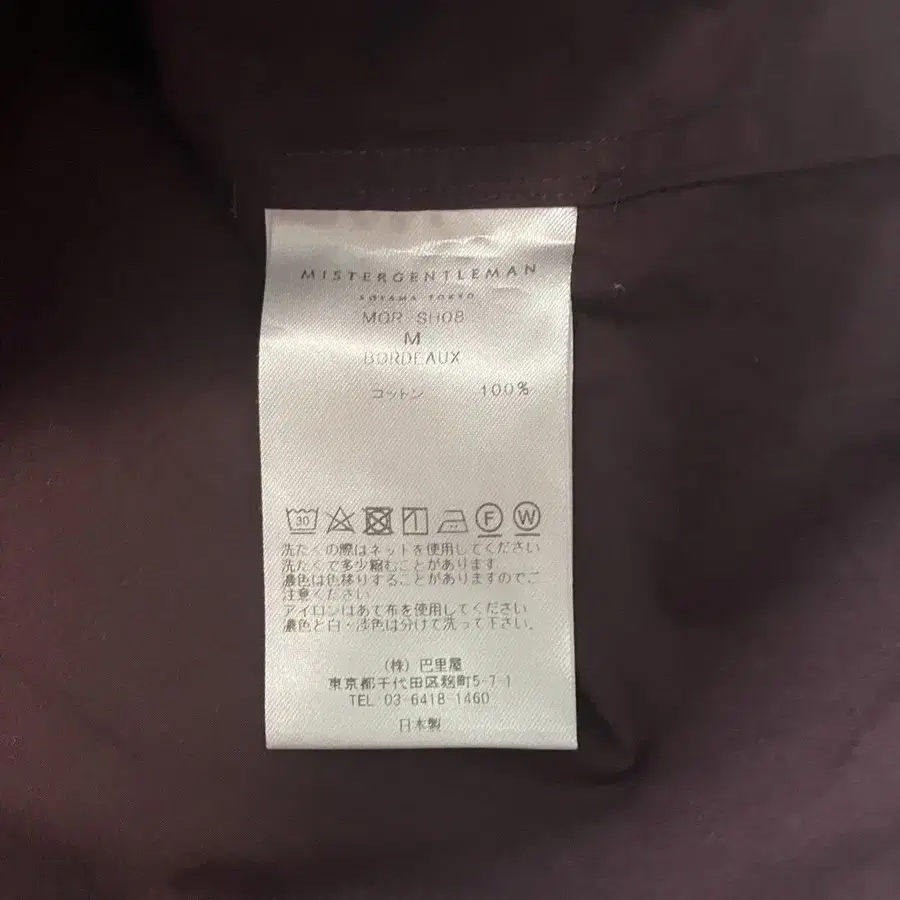 MISTERGENTLEMAN
AOYAMA TOKYO
MGR-SH08
M
BORDEAUX
コットン 100%
30
F W
洗たくの際はネットを使用してください
洗たくで多少縮むことがあります
濃色は色移りすることがありますのでご
注意ください
アイロンはあて布を使用してください
濃色と白・淡色は分けて洗って下さい。
(株) 巴里屋
東京都千代田区麹町5-7-1
TEL 03-6418-1460
日本製